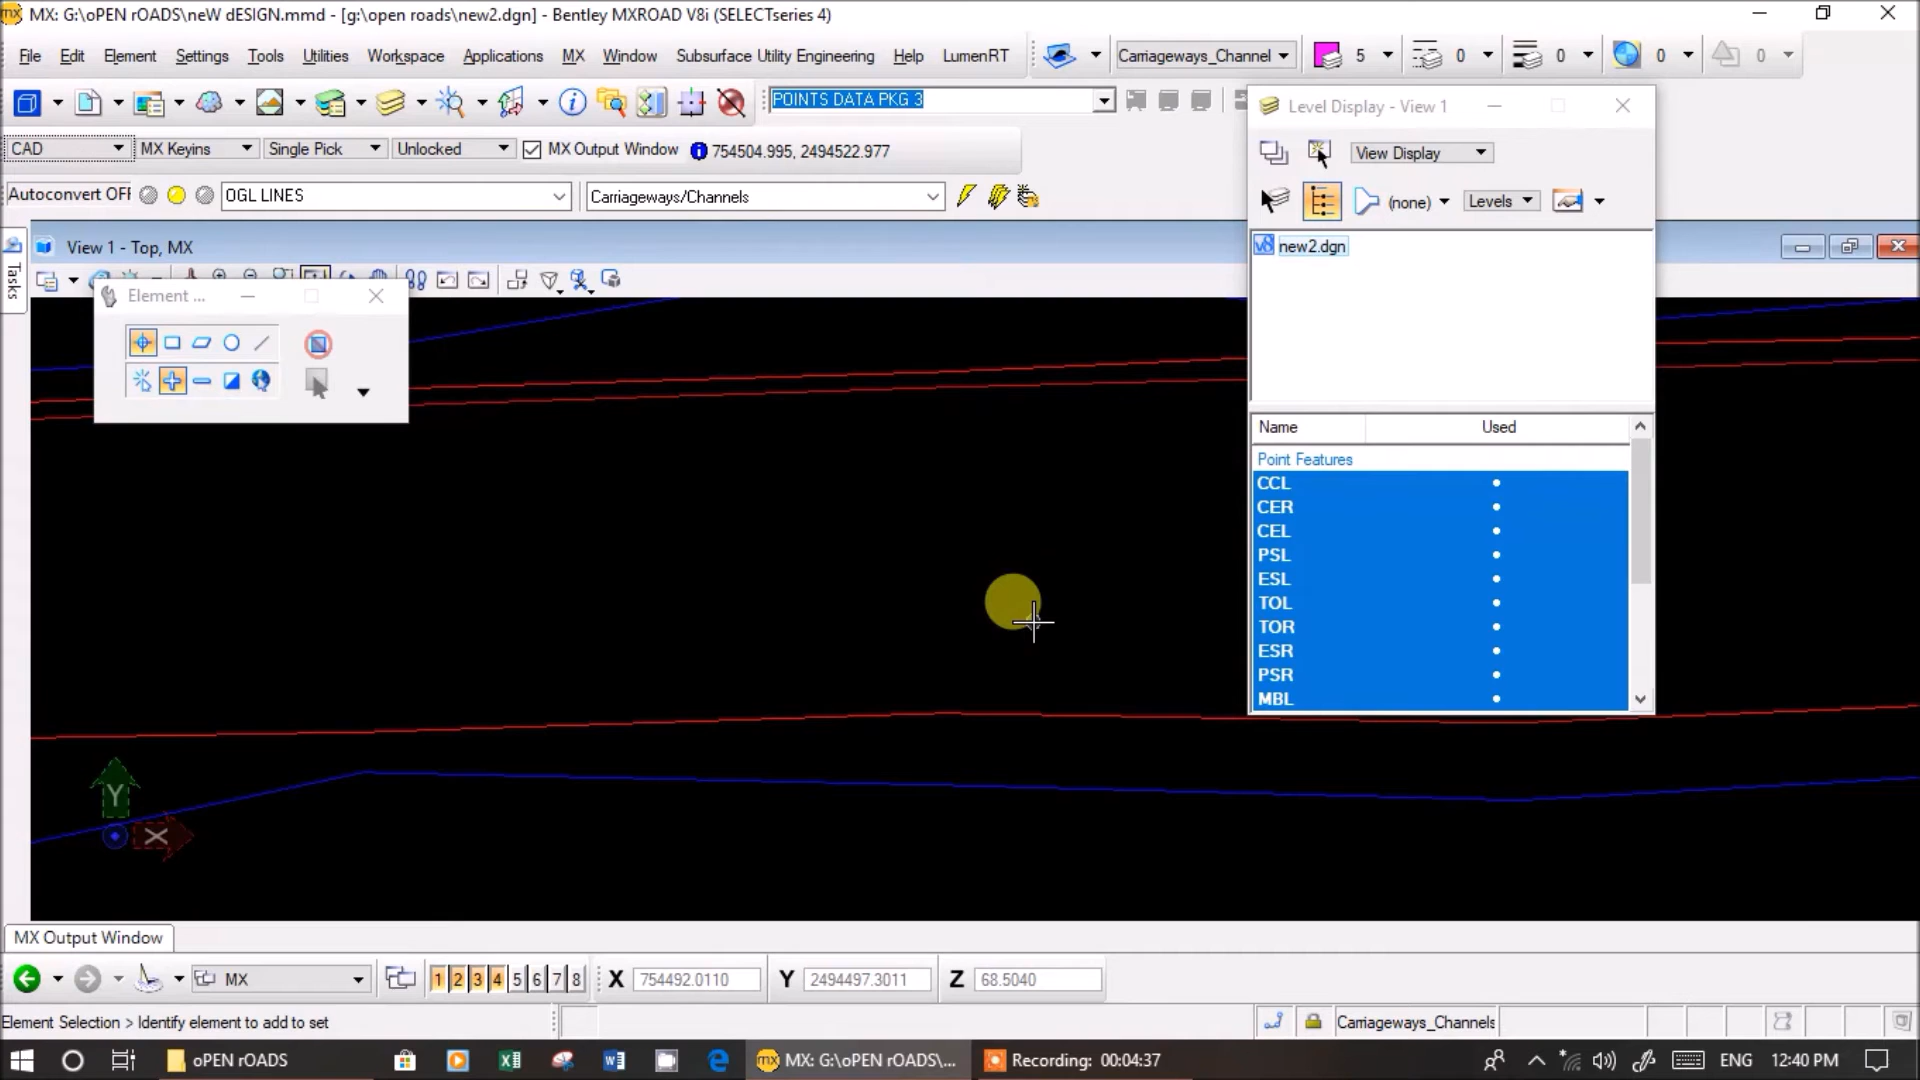 MX: G:\oPEN rOADS\neW dESIGN.mmd - [g:\open roads\new2.dgn] - Bentley MXROAD V8i (SELECTseries 4)
File Edit Element Settings Tools Utilities Workspace Applications MX Window Subsurface Utility Engineering Help LumenRT
Carriageways_Channel 5 0 0 0 0
POINTS DATA PKG 3
Level Display - View 1
CAD MX Keyins Single Pick Unlocked MX Output Window 754504.995, 2494522.977
View Display
Autoconvert OFF OGL LINES Carriageways/Channels
(none) Levels
View 1 - Top, MX
new2.dgn
Tasks
Element ...
Name Used
Point Features
CCL
CER
CEL
PSL
ESL
TOL
TOR
ESR
PSR
MBL
Y
X
MX Output Window
MX 1 2 3 4 5 6 7 8 X 754492.0110 Y 2494497.3011 Z 68.5040
Element Selection > Identify element to add to set
Carriageways_Channels
oPEN rOADS
MX: G:\oPEN rOADS\...
Recording: 00:04:37
ENG 12:40 PM